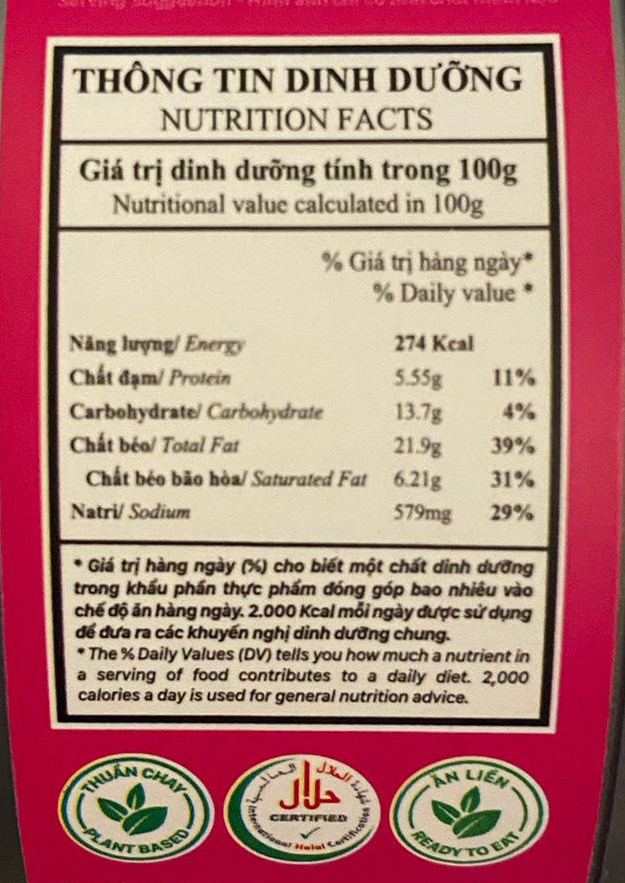 Serving suggestion -
THÔNG TIN DINH DƯỠNG
NUTRITION FACTS
Giá trị dinh dưỡng tính trong 100g
Nutritional value calculated in 100g
% Giá trị hàng ngày*
% Daily value *
Năng lượng/ Energy 274 Kcal
Chất đạm/ Protein 5.55g 11%
Carbohydrate/ Carbohydrate 13.7g 4%
Chất béo/ Total Fat 21.9g 39%
Chất béo bão hòa/ Saturated Fat 6.21g 31%
Natri/ Sodium 579mg 29%
* Giá trị hàng ngày (%) cho biết một chất dinh dưỡng
trong khẩu phần thực phẩm đóng góp bao nhiêu vào
chế độ ăn hàng ngày. 2.000 Kcal mỗi ngày được sử dụng
để đưa ra các khuyến nghị dinh dưỡng chung.
* The % Daily Values (DV) tells you how much a nutrient in
a serving of food contributes to a daily diet. 2,000
calories a day is used for general nutrition advice.
THUẦN CHAY
PLANT BASED
حلال
CERTIFIED
International Halal Certification
ĂN LIỀN
READY TO EAT